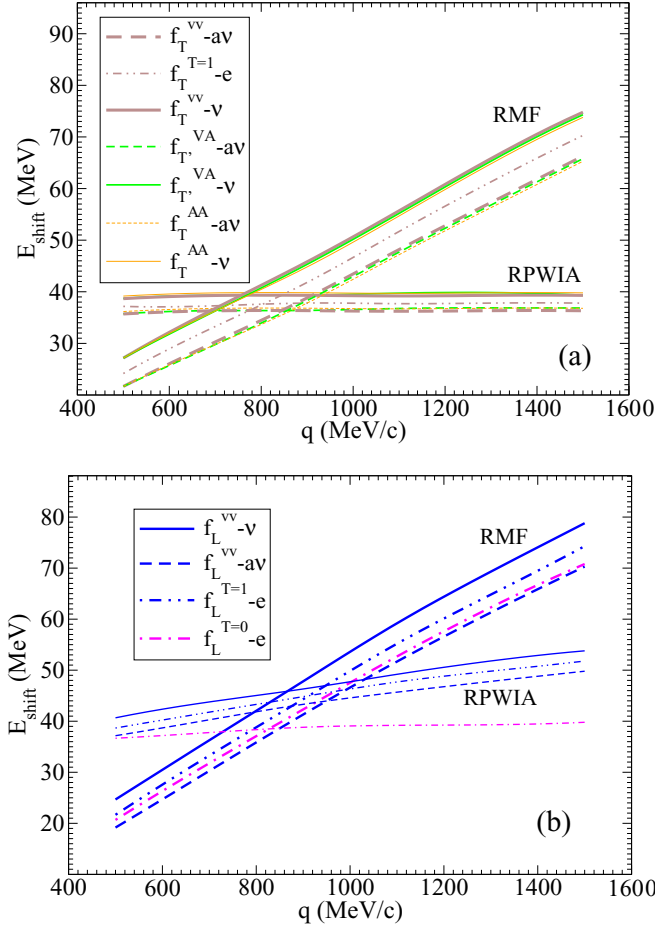 f_T^vv-aν
f_T^T=1-e
f_T^vv-ν
f_T'^VA-aν
f_T'^VA-ν
f_T^AA-aν
f_T^AA-ν
RMF
RPWIA
(a)
E_shift (MeV)
80
70
60
50
40
30
400 600 800 1000 1200 1400 1600
q (MeV/c)
f_L^vv-ν
f_L^vv-aν
f_L^T=1-e
f_L^T=0-e
RMF
RPWIA
(b)
E_shift (MeV)
80
70
60
50
40
30
20
400 600 800 1000 1200 1400 1600
q (MeV/c)